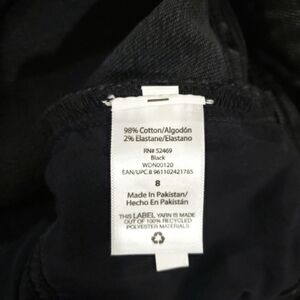 98% Cotton/Algodón
2% Elastane/Elastano
RN# 52469
Black
WDN00120
EAN/UPC 8 961102421785
8
Made In Pakistan/
Hecho En Pakistán
THIS LABEL YARN IS MADE
OUT OF 100% RECYCLED
POLYESTER MATERIALS